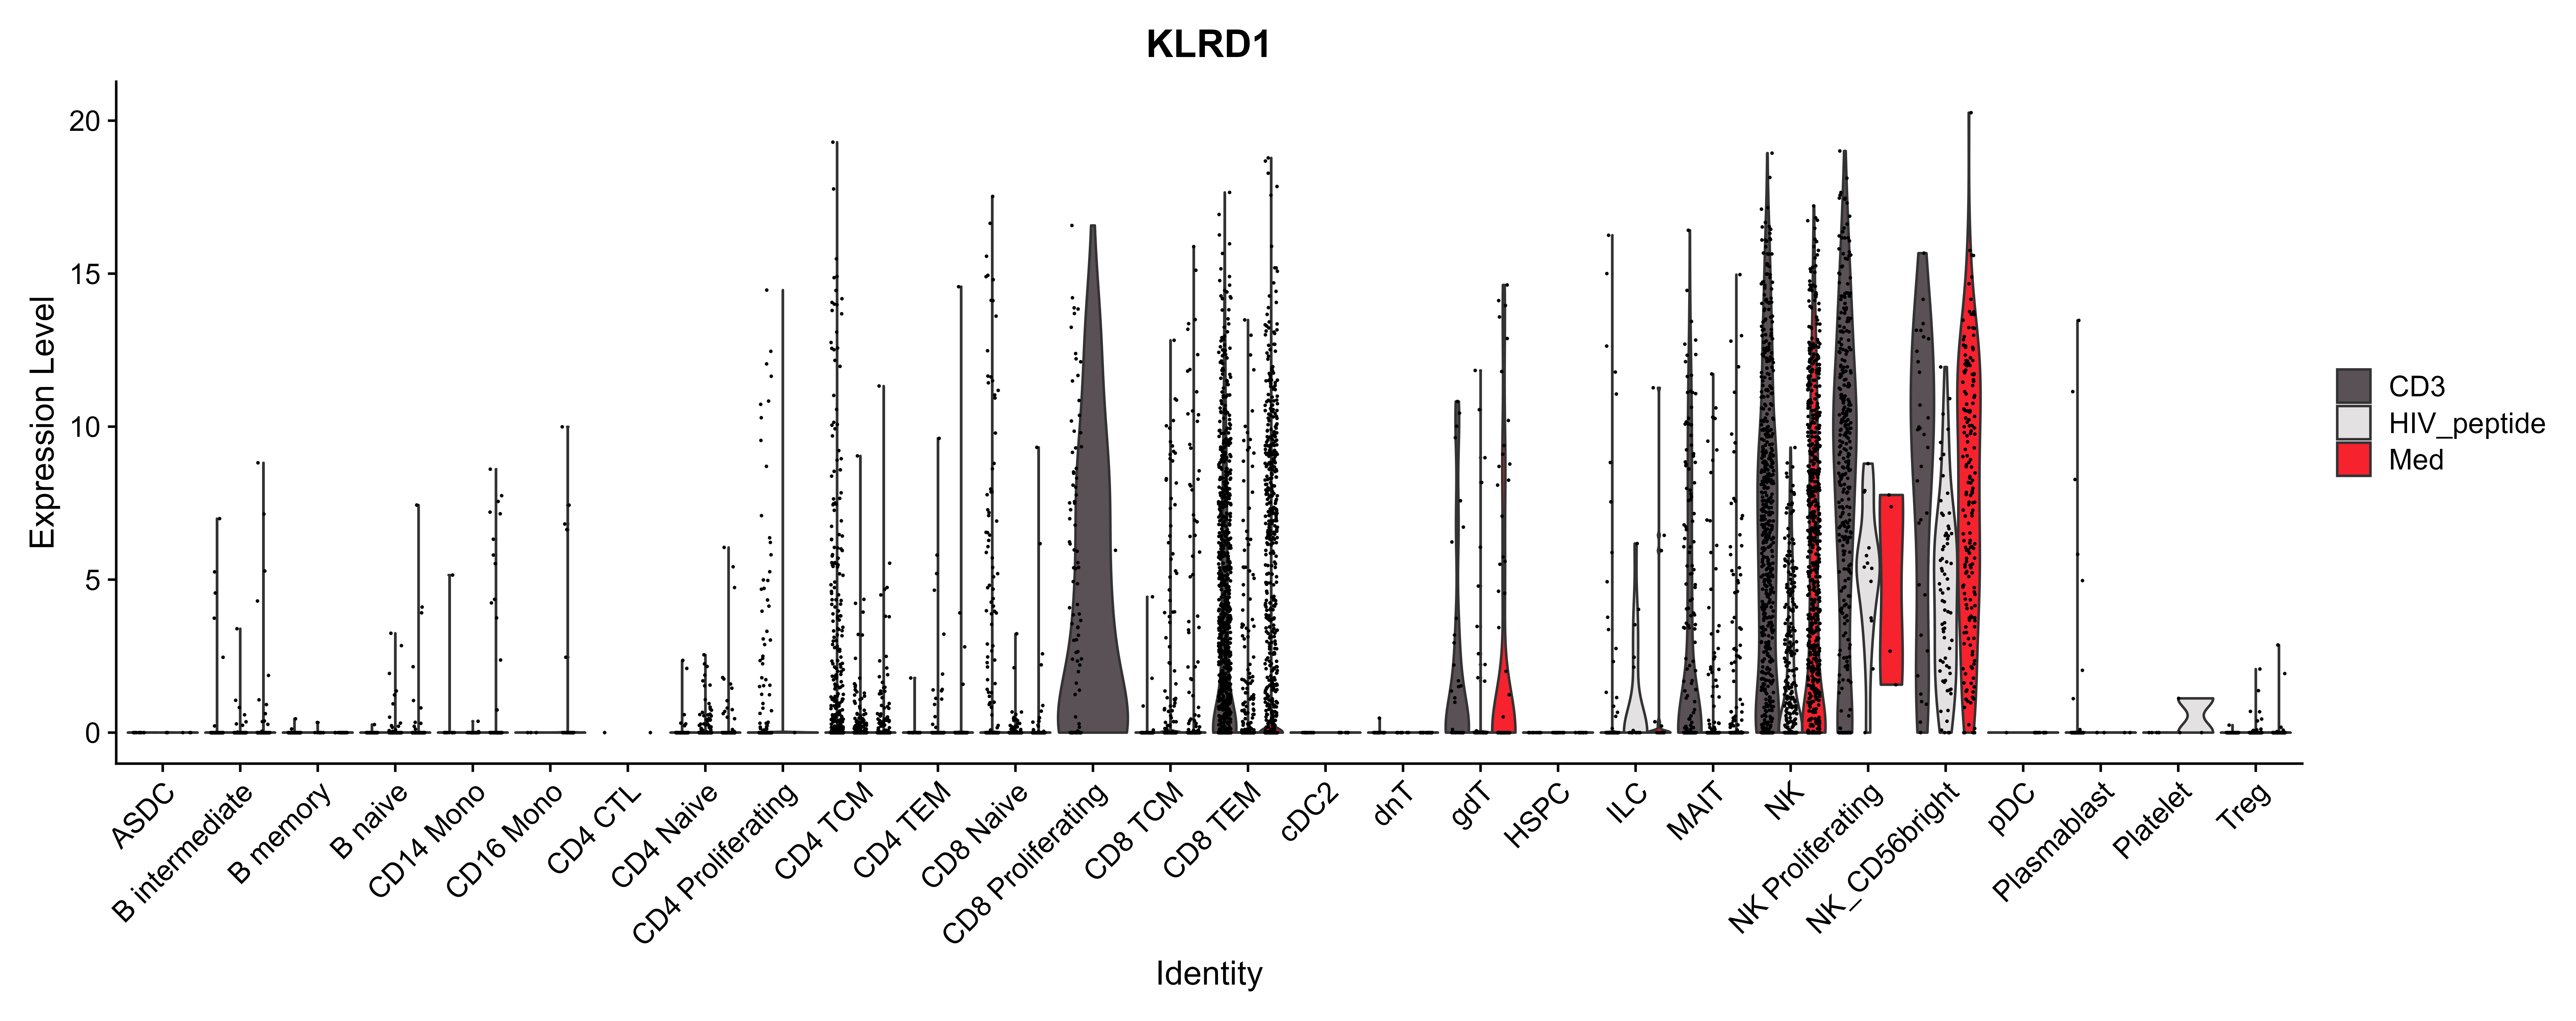 KLRD1
Expression Level
20
15
10
5
0
ASDC
B intermediate
B memory
B naive
CD14 Mono
CD16 Mono
CD4 CTL
CD4 Naive
CD4 Proliferating
CD4 TCM
CD4 TEM
CD8 Naive
CD8 Proliferating
CD8 TCM
CD8 TEM
cDC2
dnT
gdT
HSPC
ILC
MAIT
NK
NK Proliferating
NK_CD56bright
pDC
Plasmablast
Platelet
Treg
Identity
CD3
HIV_peptide
Med